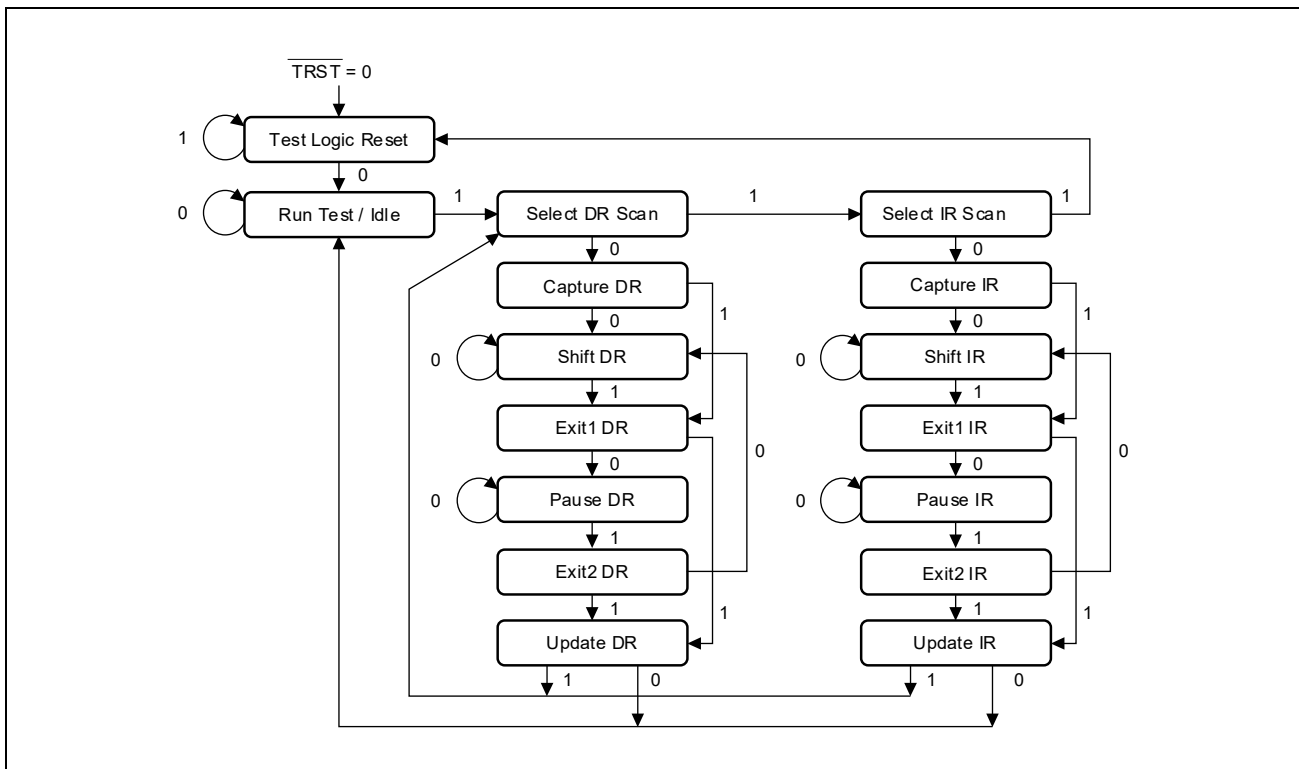 TRST = 0
1
Test Logic Reset
0
0
Run Test / Idle
1
Select DR Scan
1
Select IR Scan
1
0
0
Capture DR
1
Capture IR
1
0
0
0
Shift DR
0
Shift IR
1
1
Exit1 DR
0
Exit1 IR
0
0
0
0
Pause DR
0
Pause IR
1
1
Exit2 DR
Exit2 IR
1
1
1
1
Update DR
Update IR
1
0
1
0